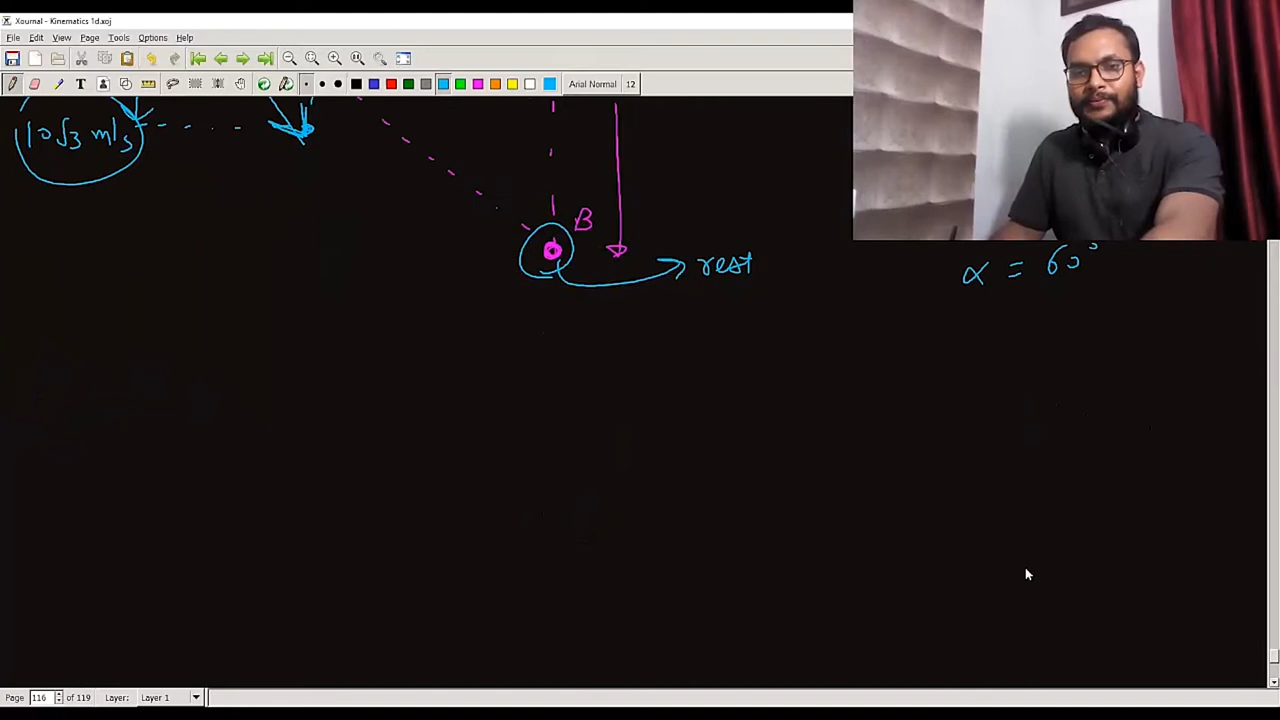 Xournal - Kinematics 1d.xoj
File Edit View Page Tools Options Help
T Arial Normal 12
10√3 m/s
B
rest
α = 60°
Page 116 of 119 Layer: Layer 1